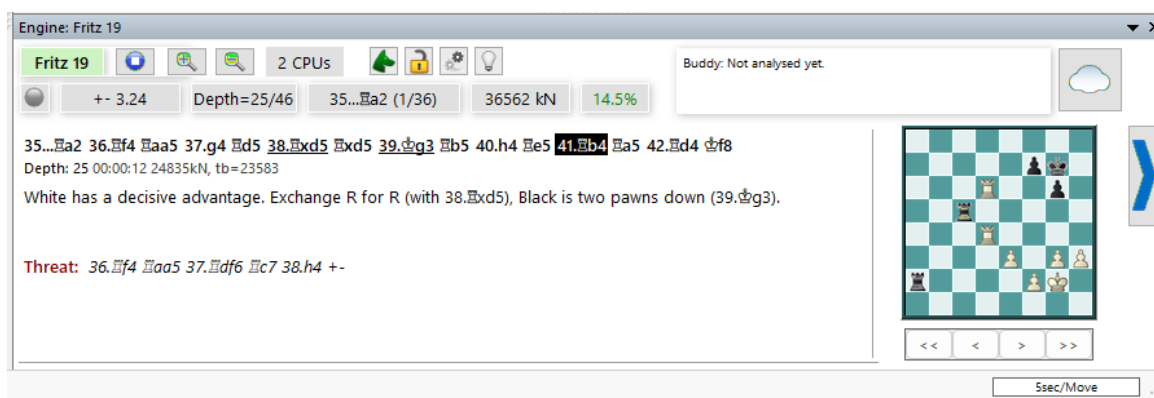 Engine: Fritz 19
Fritz 19
2 CPUs
Buddy: Not analysed yet.
+- 3.24
Depth=25/46
35...♖a2 (1/36)
36562 kN
14.5%
35...♖a2 36.♖f4 ♖aa5 37.g4 ♖d5 38.♖xd5 ♖xd5 39.♔g3 ♖b5 40.h4 ♖e5 41.♖b4 ♖a5 42.♖d4 ♔f8
Depth: 25 00:00:12 24835kN, tb=23583
White has a decisive advantage. Exchange R for R (with 38.♖xd5), Black is two pawns down (39.♔g3).
Threat: 36.♖f4 ♖aa5 37.♖df6 ♖c7 38.h4 +-
<< < > >>
5sec/Move